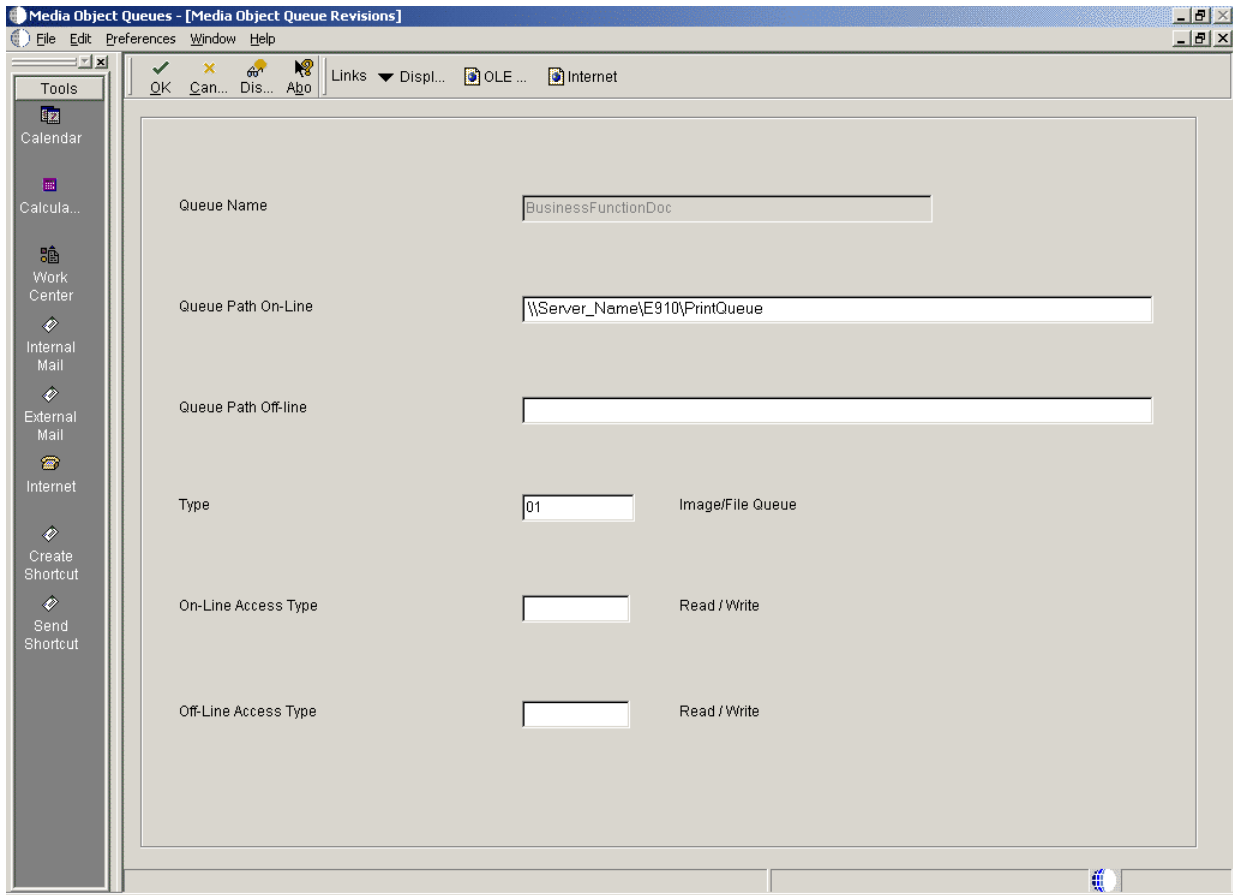 Media Object Queues - [Media Object Queue Revisions]
File Edit Preferences Window Help
Tools
Calendar
Calcula...
Work
Center
Internal
Mail
External
Mail
Internet
Create
Shortcut
Send
Shortcut
OK Can... Dis... Abo Links Displ... OLE ... Internet
Queue Name BusinessFunctionDoc
Queue Path On-Line \\Server_Name\E910\PrintQueue
Queue Path Off-line
Type 01 Image/File Queue
On-Line Access Type Read / Write
Off-Line Access Type Read / Write